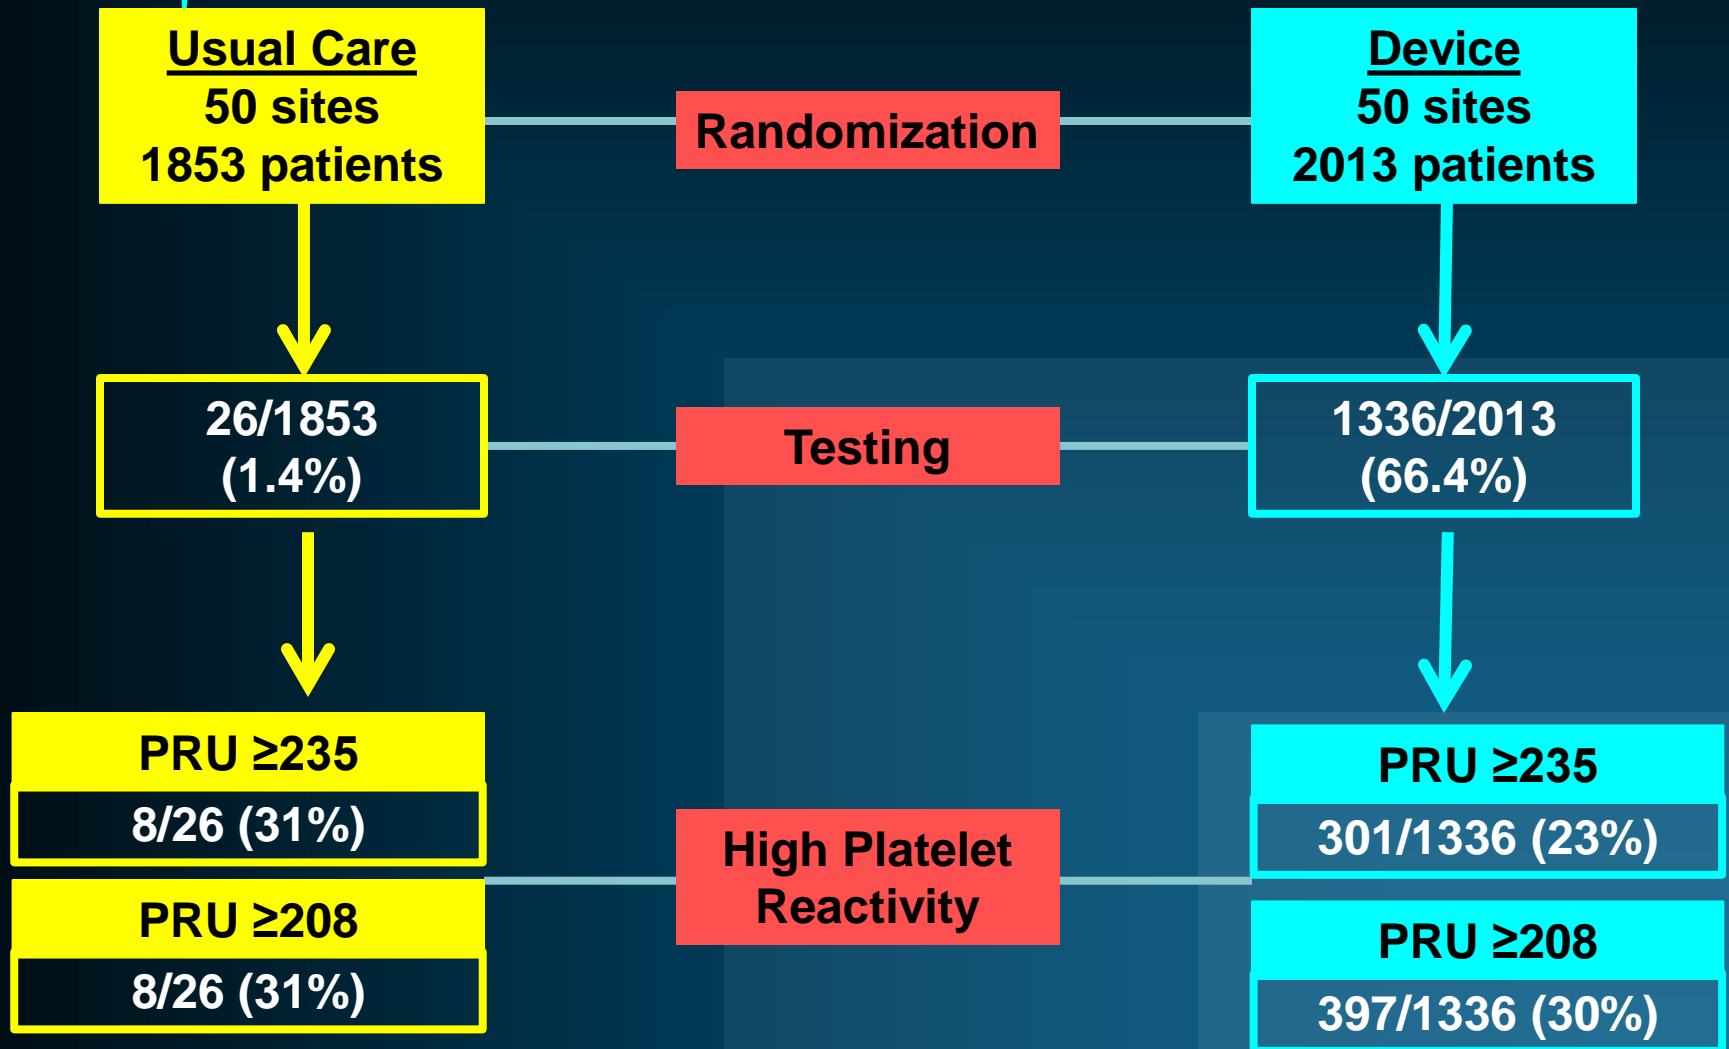 Usual Care
50 sites
1853 patients
Randomization
Device
50 sites
2013 patients
26/1853
(1.4%)
Testing
1336/2013
(66.4%)
PRU ≥235
8/26 (31%)
PRU ≥208
8/26 (31%)
High Platelet
Reactivity
PRU ≥235
301/1336 (23%)
PRU ≥208
397/1336 (30%)